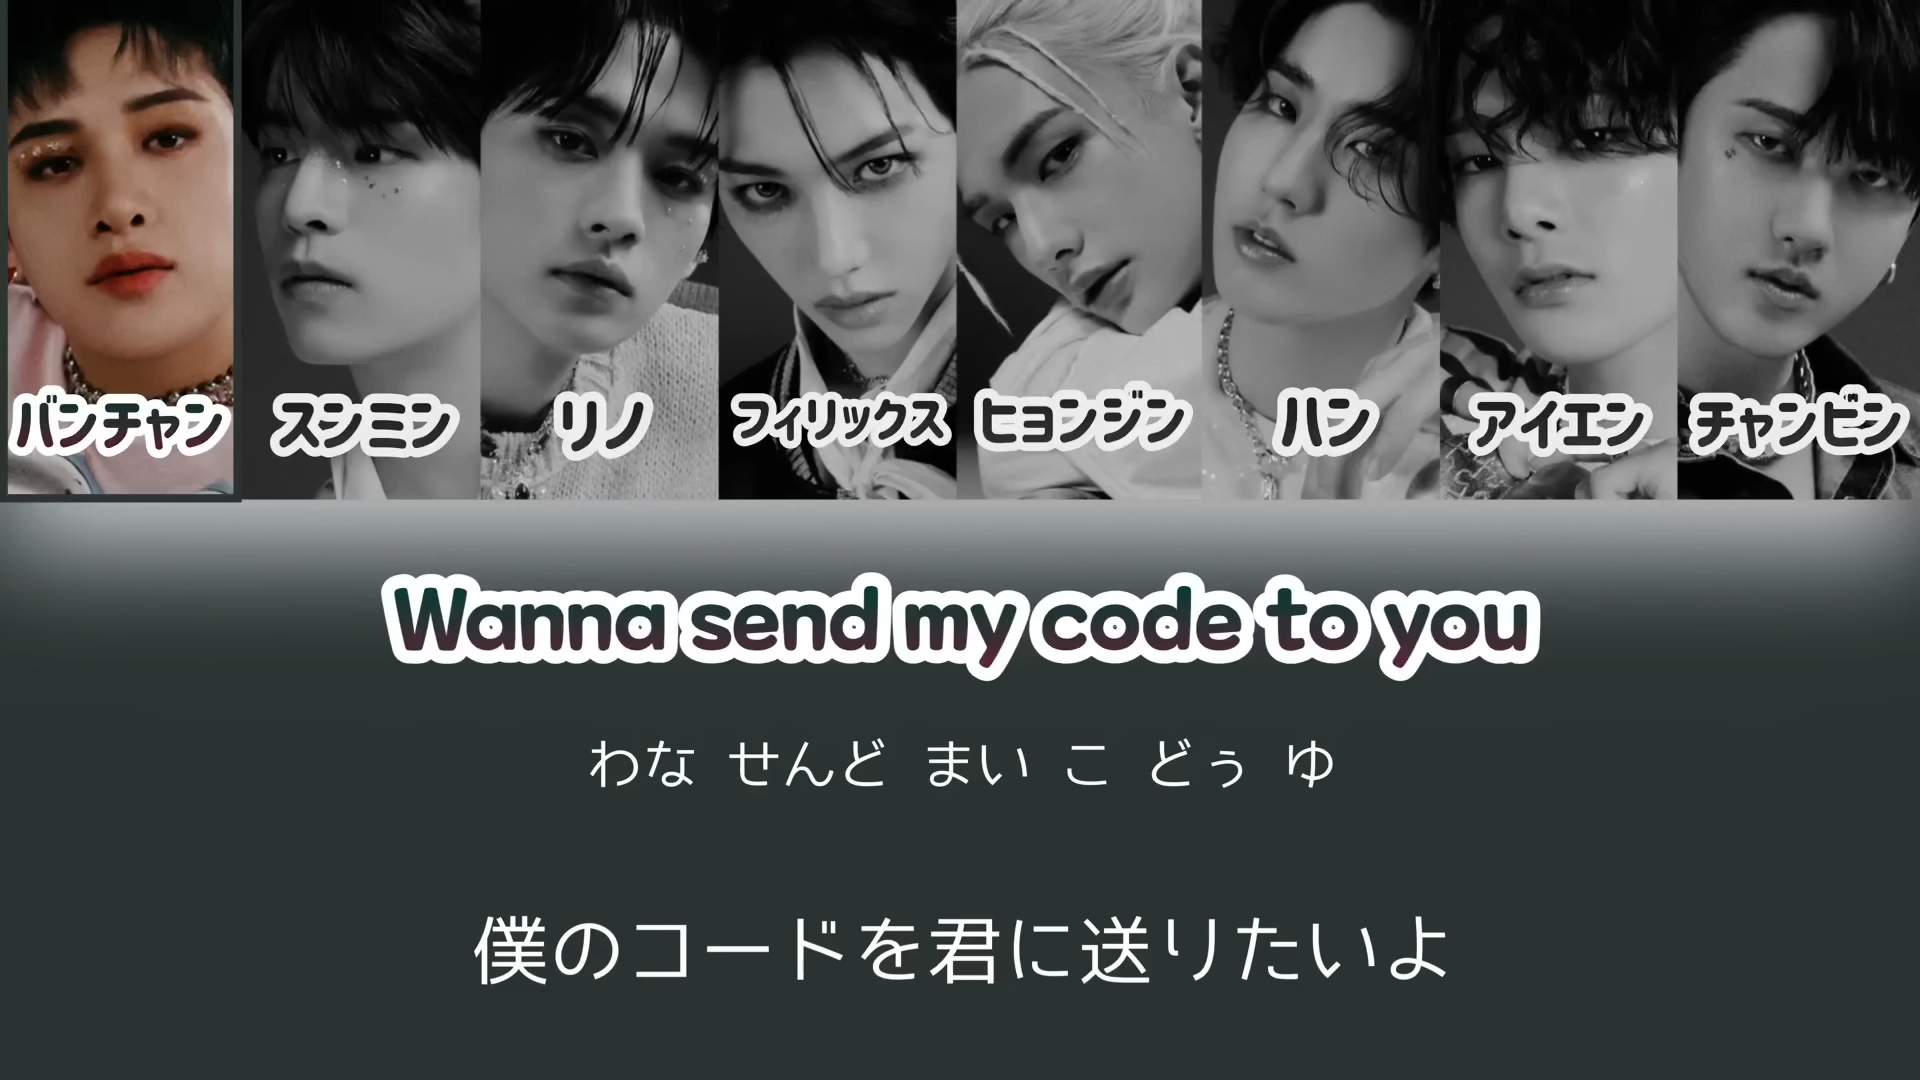 バンチャン スンミン リノ フィリックス ヒョンジン ハン アイエン チャンビン
Wanna send my code to you
わな せんど まい こ どぅ ゆ
僕のコードを君に送りたいよ